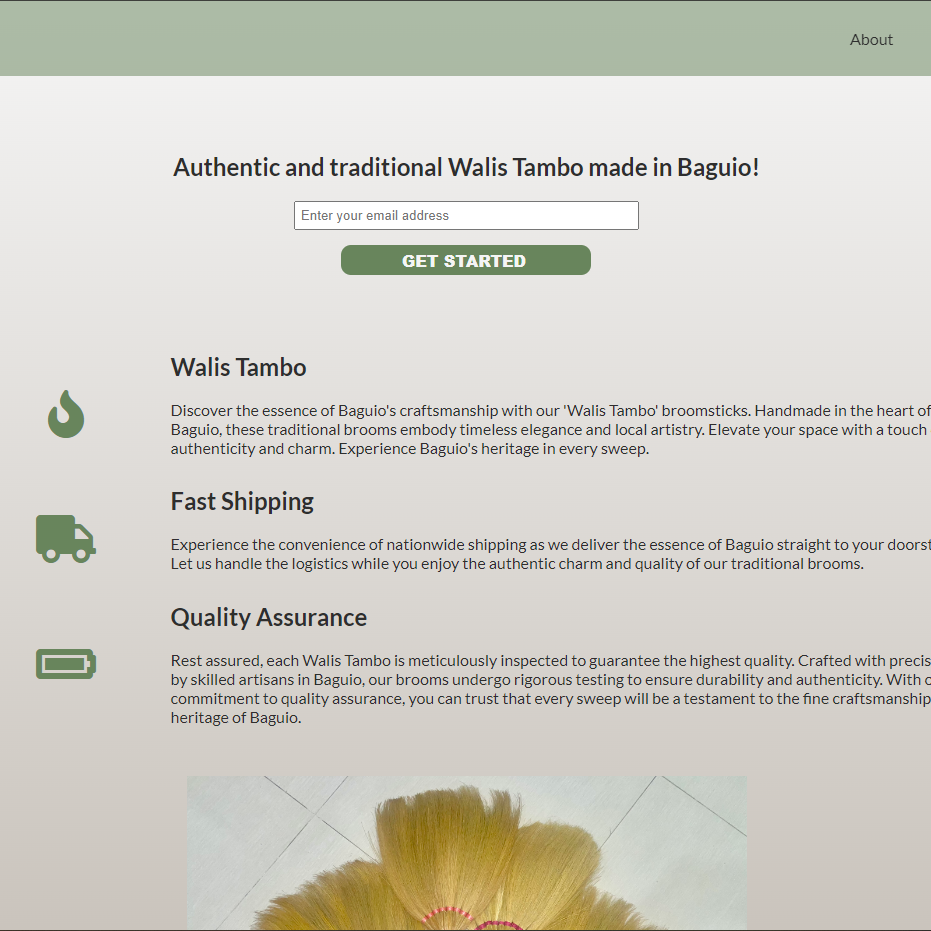 About
Authentic and traditional Walis Tambo made in Baguio!
Enter your email address
GET STARTED
Walis Tambo
Discover the essence of Baguio's craftsmanship with our 'Walis Tambo' broomsticks. Handmade in the heart of
Baguio, these traditional brooms embody timeless elegance and local artistry. Elevate your space with a touch
authenticity and charm. Experience Baguio's heritage in every sweep.
Fast Shipping
Experience the convenience of nationwide shipping as we deliver the essence of Baguio straight to your
Let us handle the logistics while you enjoy the authentic charm and quality of our traditional brooms.
Quality Assurance
Rest assured, each Walis Tambo is meticulously inspected to guarantee the highest quality. Crafted with
by skilled artisans in Baguio, our brooms undergo rigorous testing to ensure durability and authenticity. With
commitment to quality assurance, you can trust that every sweep will be a testament to the fine craftsmanship
heritage of Baguio.